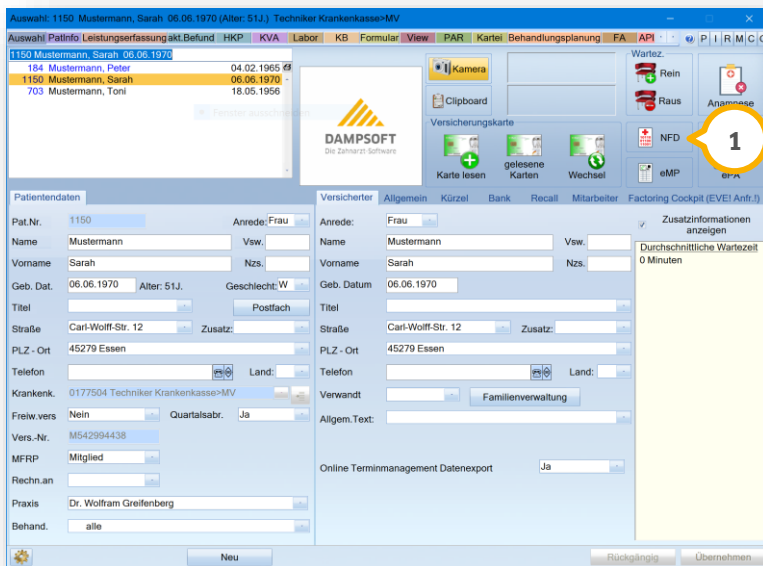 Auswahl: 1150 Mustermann, Sarah 06.06.1970 (Alter: 51J.) Techniker Krankenkasse>MV
Auswahl PatInfo Leistungserfassung akt.Befund HKP KVA Labor KB Formular View PAR Kartei Behandlungsplanung FA API P I R M C
1150 Mustermann, Sarah 06.06.1970
184 Mustermann, Peter 04.02.1965
1150 Mustermann, Sarah 06.06.1970
703 Mustermann, Toni 18.05.1956
Fenster ausschneiden
DAMPSOFT
Die Zahnarzt-Software
Kamera
Clipboard
Versicherungskarte
Karte lesen
gelesene Karten
Wechsel
Wartez.
Rein
Raus
Anamnese
NFD
1
eMP
ePA
Patientendaten
Pat.Nr. 1150 Anrede: Frau
Name Mustermann Vsw.
Vorname Sarah Nzs.
Geb. Dat. 06.06.1970 Alter: 51J. Geschlecht: W
Titel Postfach
Straße Carl-Wolff-Str. 12 Zusatz:
PLZ - Ort 45279 Essen
Telefon Land:
Krankenk. 0177504 Techniker Krankenkasse>MV
Freiw.vers Nein Quartalsabr. Ja
Vers.-Nr. M542994438
MFRP Mitglied
Rechn.an
Praxis Dr. Wolfram Greifenberg
Behand. alle
Versicherter Allgemein Kürzel Bank Recall Mitarbeiter Factoring Cockpit (EVE! Anfr.!)
Anrede: Frau
Name Mustermann Vsw.
Vorname Sarah Nzs.
Geb. Datum 06.06.1970
Titel
Straße Carl-Wolff-Str. 12 Zusatz:
PLZ - Ort 45279 Essen
Telefon Land:
Verwandt Familienverwaltung
Allgem.Text:
Online Terminmanagement Datenexport Ja
Zusatzinformationen
anzeigen
Durchschnittliche Wartezeit
0 Minuten
Neu
Rückgängig Übernehmen